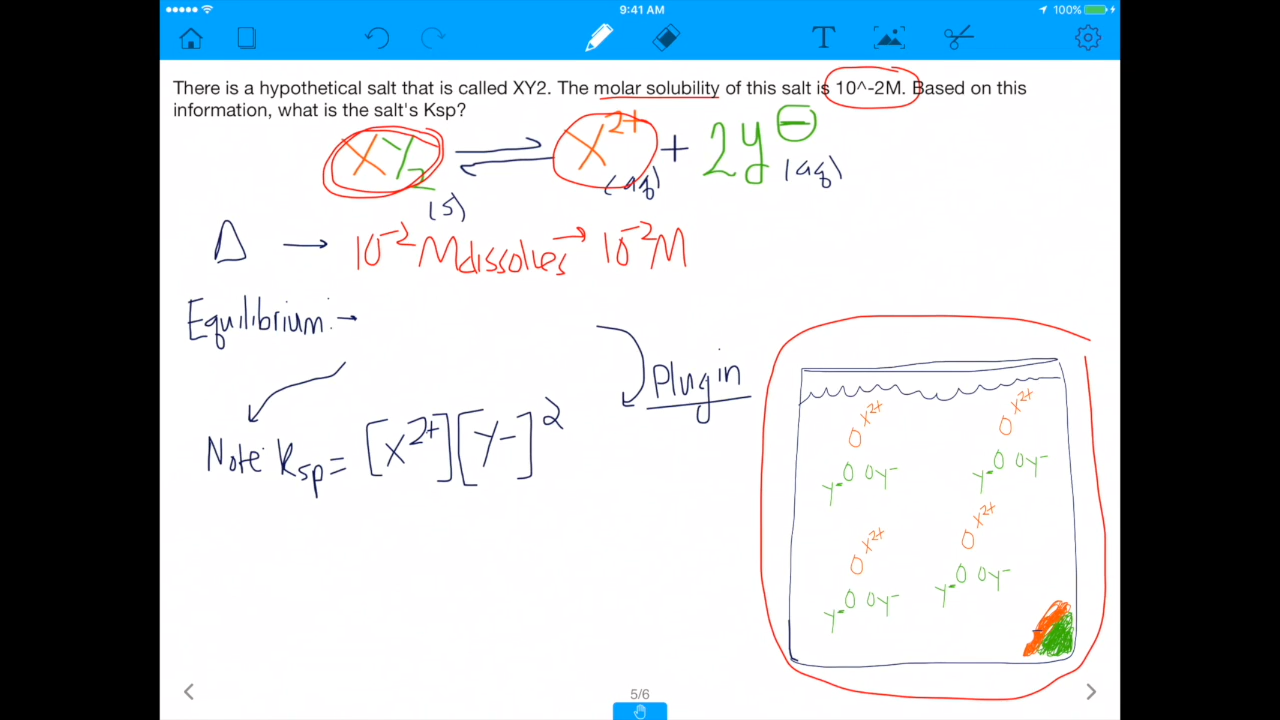 9:41 AM
100%
T
There is a hypothetical salt that is called XY2. The molar solubility of this salt is 10^-2M. Based on this
information, what is the salt's Ksp?
XY2 (s) ⇌ X2+ (aq) + 2y− (aq)
Δ → 10-2 M dissolves → 10-2 M
Equilibrium: →
Plug in
Note: Ksp = [X2+][Y-]2
X2+ X2+
y- y-
y- y-
X2+ X2+
y- y-
y- y-
5/6